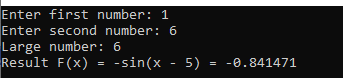 Enter first number: 1
Enter second number: 6
Large number: 6
Result F(x) = -sin(x - 5) = -0.841471